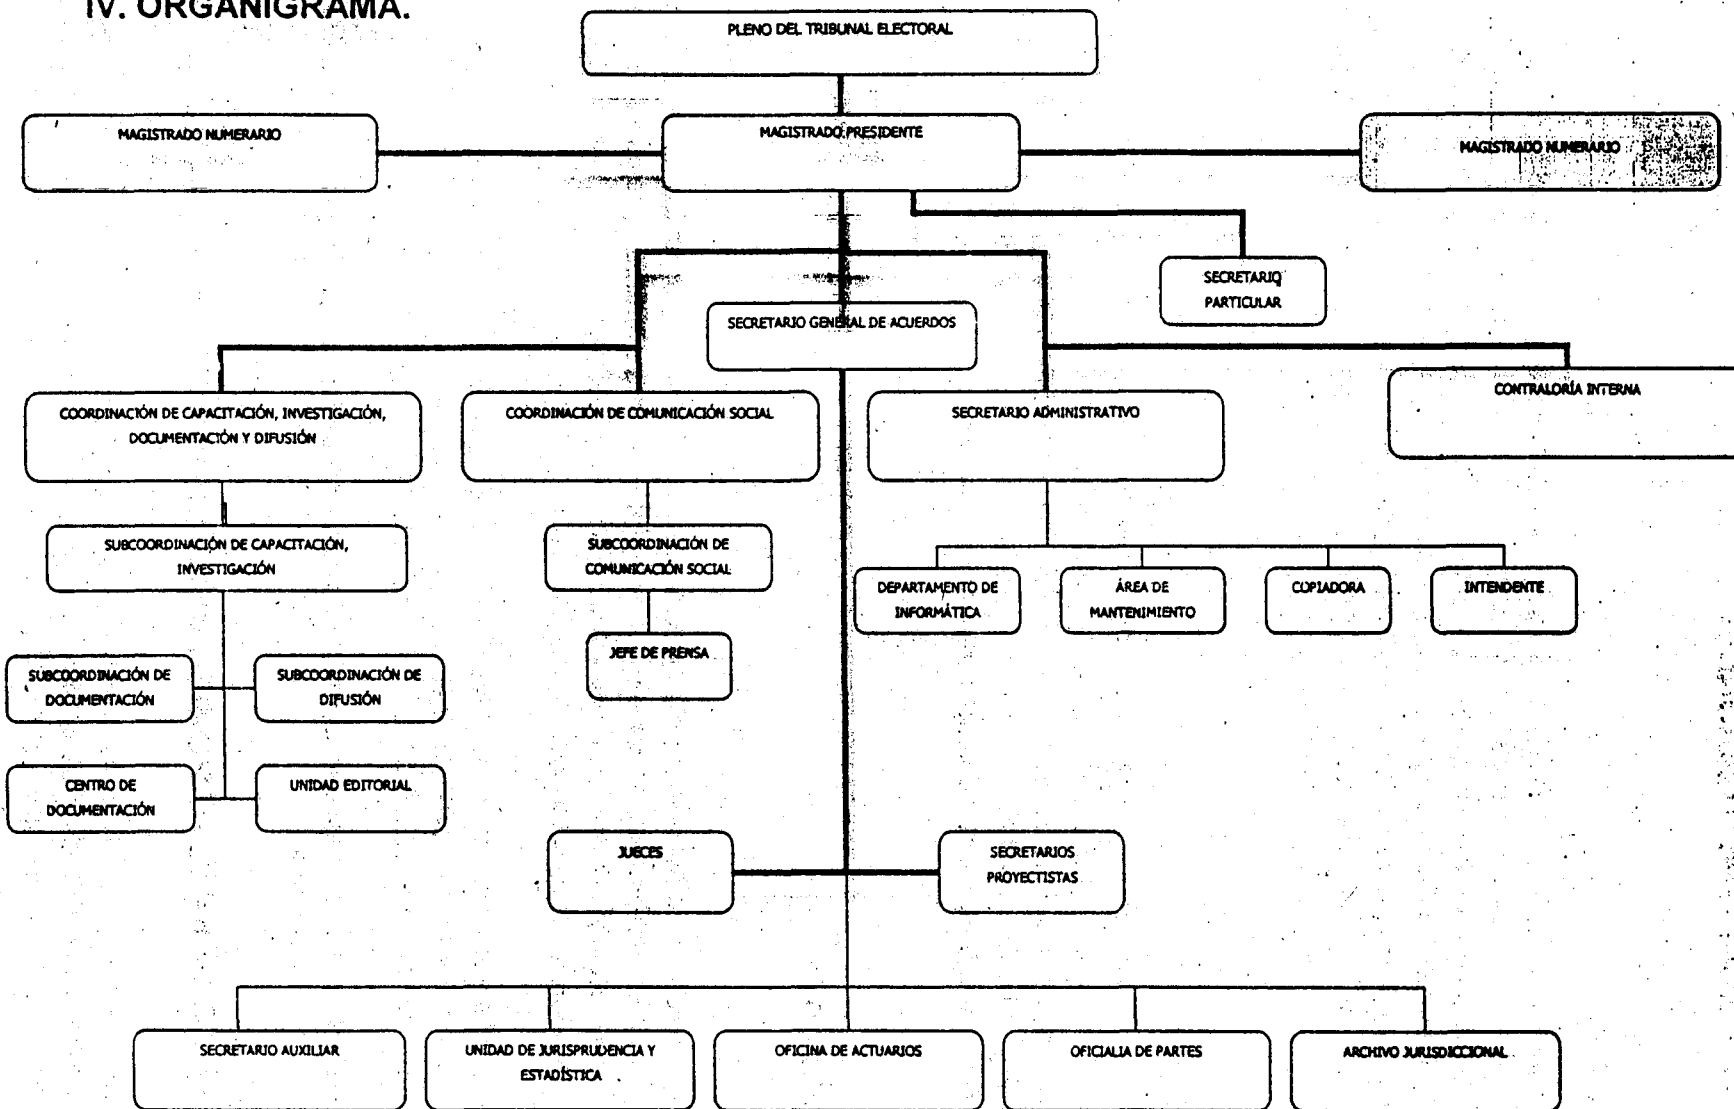 IV. ORGANIGRAMA.
PLENO DEL TRIBUNAL ELECTORAL
MAGISTRADO NUMERARIO
MAGISTRADO PRESIDENTE
MAGISTRADO NUMERARIO
SECRETARIO
PARTICULAR
SECRETARIO GENERAL DE ACUERDOS
COORDINACIÓN DE CAPACITACIÓN, INVESTIGACIÓN,
DOCUMENTACIÓN Y DIFUSIÓN
COORDINACIÓN DE COMUNICACIÓN SOCIAL
SECRETARIO ADMINISTRATIVO
CONTRALORÍA INTERNA
SUBCOORDINACIÓN DE CAPACITACIÓN,
INVESTIGACIÓN
SUBCOORDINACIÓN DE
COMUNICACIÓN SOCIAL
DEPARTAMENTO DE
INFORMÁTICA
ÁREA DE
MANTENIMIENTO
COPIADORA
INTENDENTE
JEFE DE PRENSA
SUBCOORDINACIÓN DE
DOCUMENTACIÓN
SUBCOORDINACIÓN DE
DIFUSIÓN
CENTRO DE
DOCUMENTACIÓN
UNIDAD EDITORIAL
JUECES
SECRETARIOS
PROYECTISTAS
SECRETARIO AUXILIAR
UNIDAD DE JURISPRUDENCIA Y
ESTADÍSTICA
OFICINA DE ACTUARIOS
OFICIALIA DE PARTES
ARCHIVO JURISDICCIONAL